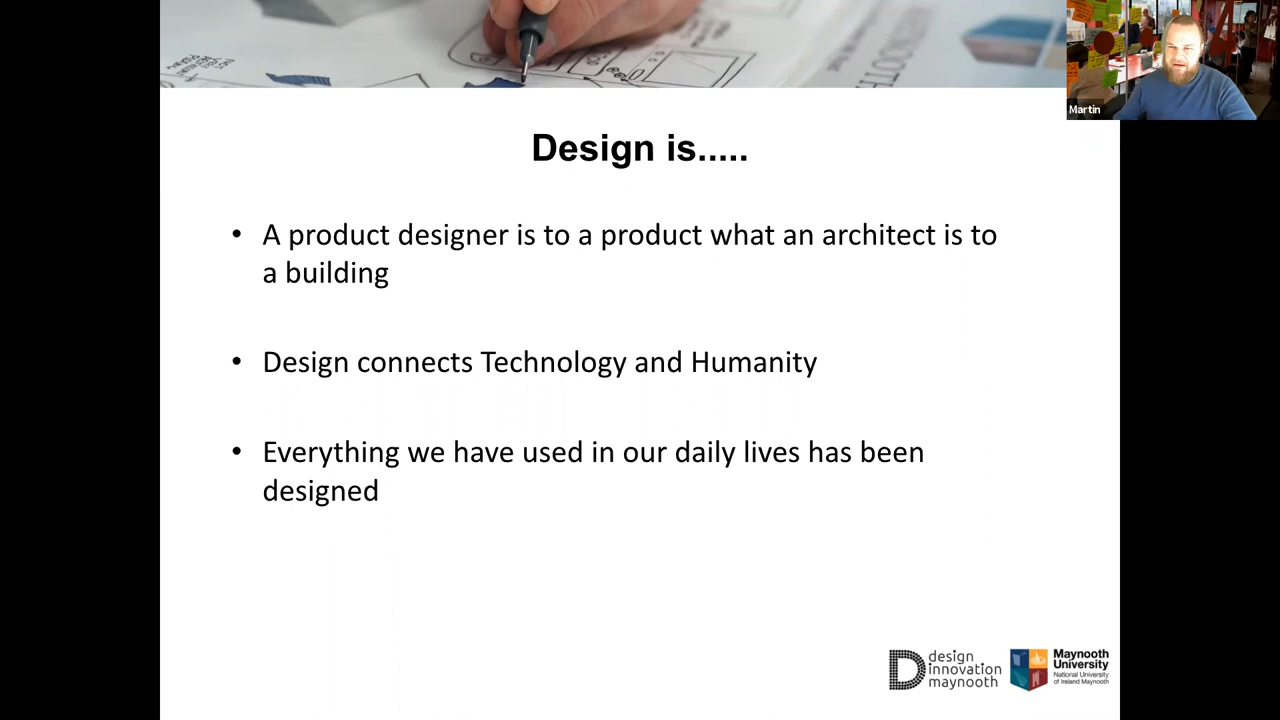 Martin
Design is.....
• A product designer is to a product what an architect is to
a building
• Design connects Technology and Humanity
• Everything we have used in our daily lives has been
designed
design
innovation
maynooth
Maynooth
University
National University
of Ireland Maynooth